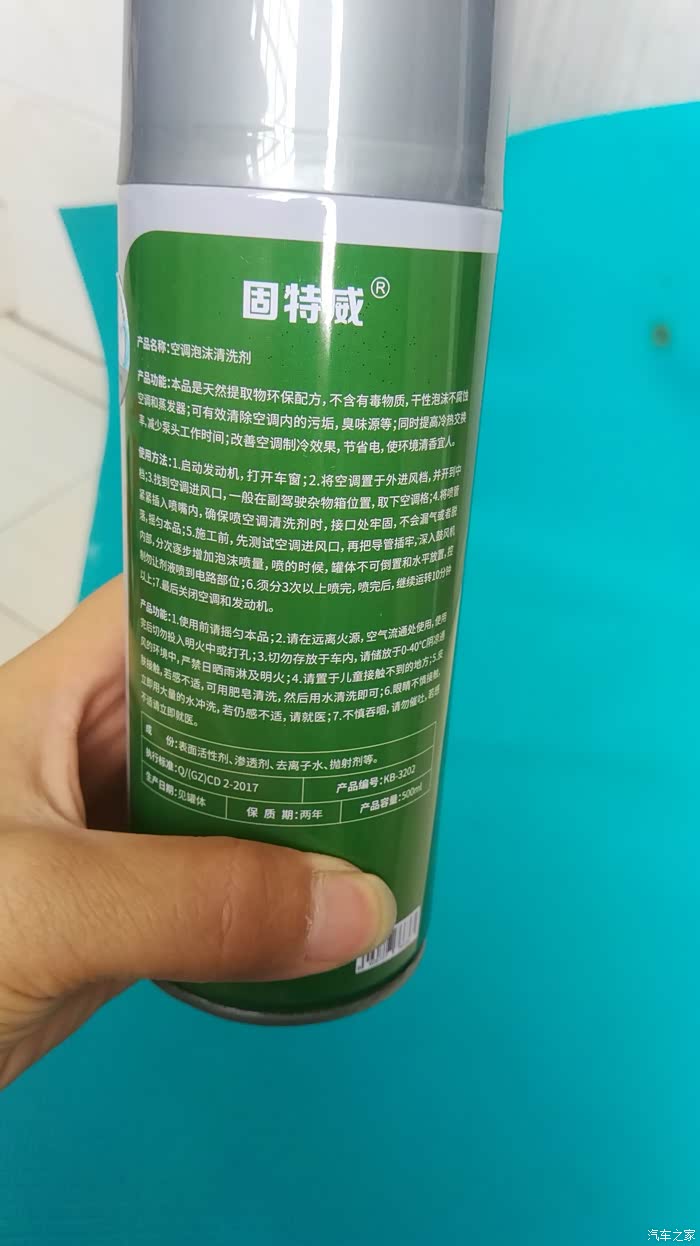 固特威®
产品名称:空调泡沫清洗剂
产品功能:本品是天然提取物环保配方,不含有毒物质,干性泡沫不腐蚀
空调和蒸发器;可有效清除空调内的污垢,臭味源等;同时提高冷热交换
率,减少泵头工作时间;改善空调制冷效果,节省电,使环境清香宜人。
使用方法:1.启动发动机,打开车窗;2.将空调置于外进风档,并开到中
档;3.找到空调进风口,一般在副驾驶杂物箱位置,取下空调格;4.将喷管
紧紧插入喷嘴内,确保喷空调清洗剂时,接口处牢固,不会漏气或者脱
落,摇匀本品;5.施工前,先测试空调进风口,再把导管插牢,深入鼓风机
内部,分次逐步增加泡沫喷量,喷的时候,罐体不可倒置和水平放置,控
制勿让剂液喷到电路部位;6.须分3次以上喷完,喷完后,继续运转10分钟
以上;7.最后关闭空调和发动机。
产品功能:1.使用前请摇匀本品;2.请在远离火源,空气流通处使用,使用
完后切勿投入明火中或打孔;3.切勿存放于车内,请储放于0-40℃阴凉通
风的环境中,严禁日晒雨淋及明火;4.请置于儿童接触不到的地方;5.皮
肤接触,若感不适,可用肥皂清洗,然后用水清洗即可;6.眼睛不慎接触,
立即用大量的水冲洗,若仍感不适,请就医;7.不慎吞咽,请勿催吐,若感
不适请立即就医。
成 份:表面活性剂、渗透剂、去离子水、抛射剂等。
执行标准:Q/(GZ)CD 2-2017 产品编号:KB-3202
生产日期:见罐体 保 质 期:两年 产品容量:500ml
汽车之家